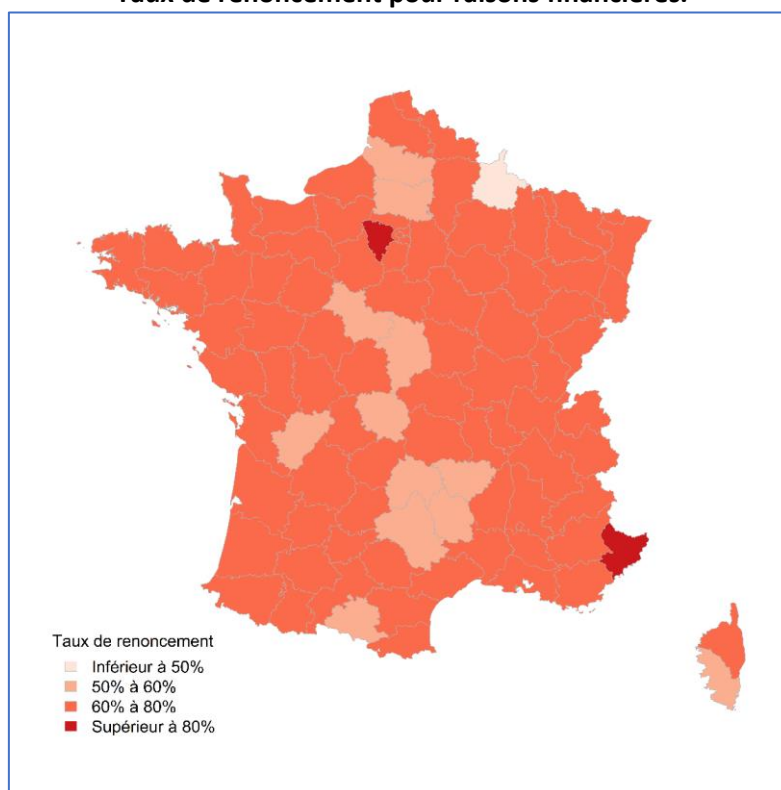 Taux de renoncement pour raisons financières.
Taux de renoncement
Inférieur à 50%
50% à 60%
60% à 80%
Supérieur à 80%